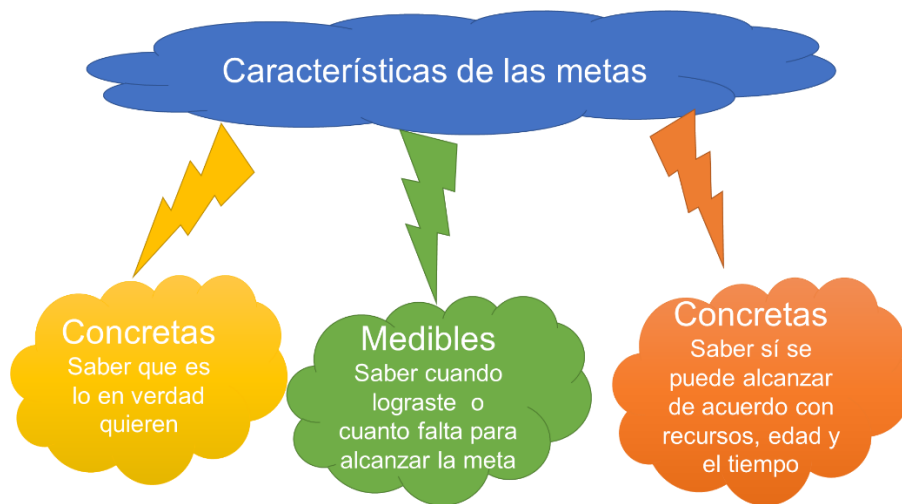 Características de las metas
Concretas
Saber que es
lo en verdad
quieren
Medibles
Saber cuando
lograste o
cuanto falta para
alcanzar la meta
Concretas
Saber sí se
puede alcanzar
de acuerdo con
recursos, edad y
el tiempo